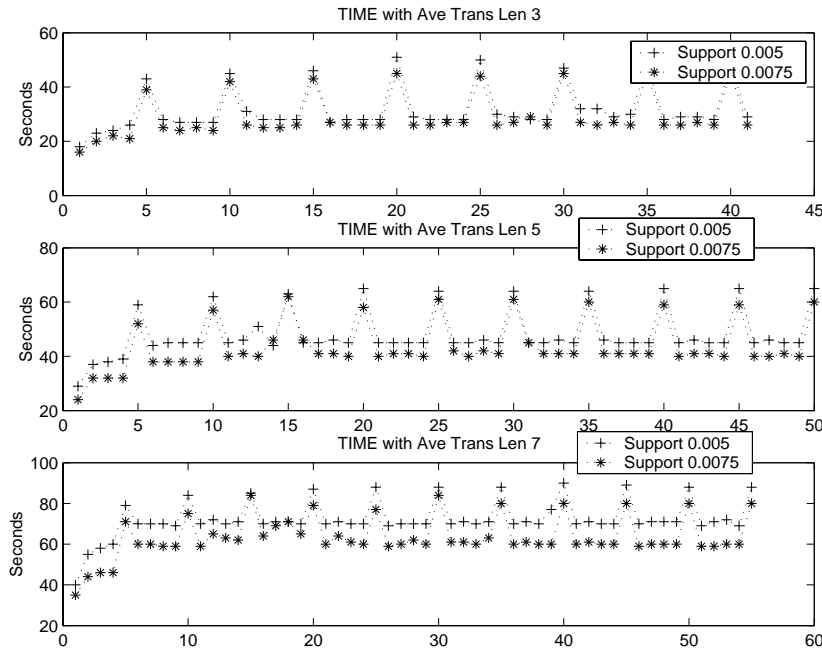 TIME with Ave Trans Len 3
60
40
20
0
Seconds
Support 0.005
Support 0.0075
0 5 10 15 20 25 30 35 40 45
TIME with Ave Trans Len 5
80
60
40
20
Seconds
Support 0.005
Support 0.0075
0 5 10 15 20 25 30 35 40 45 50
TIME with Ave Trans Len 7
100
80
60
40
20
Seconds
Support 0.005
Support 0.0075
0 10 20 30 40 50 60